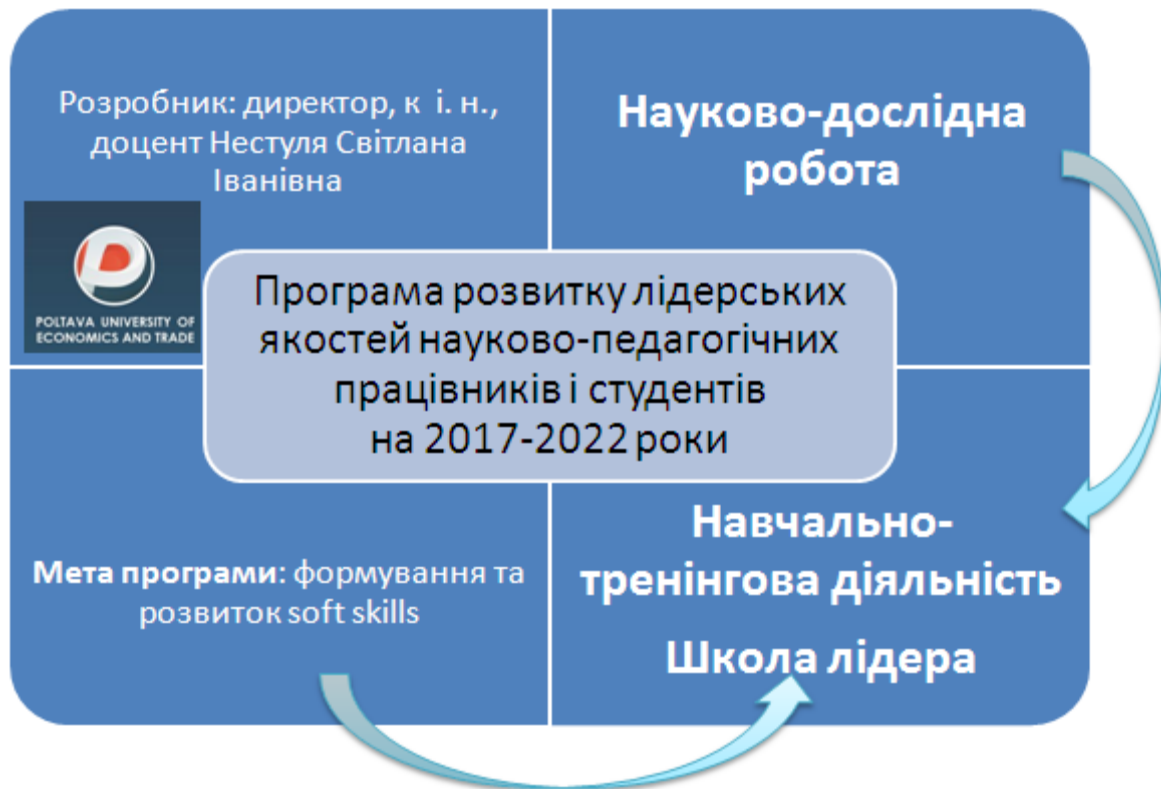 Розробник: директор, к і. н.,
доцент Нестуля Світлана
Іванівна
POLTAVA UNIVERSITY OF
ECONOMICS AND TRADE
Науково-дослідна
робота
Програма розвитку лідерських
якостей науково-педагогічних
працівників і студентів
на 2017-2022 роки
Мета програми: формування та
розвиток soft skills
Навчально-
тренінгова діяльність
Школа лідера